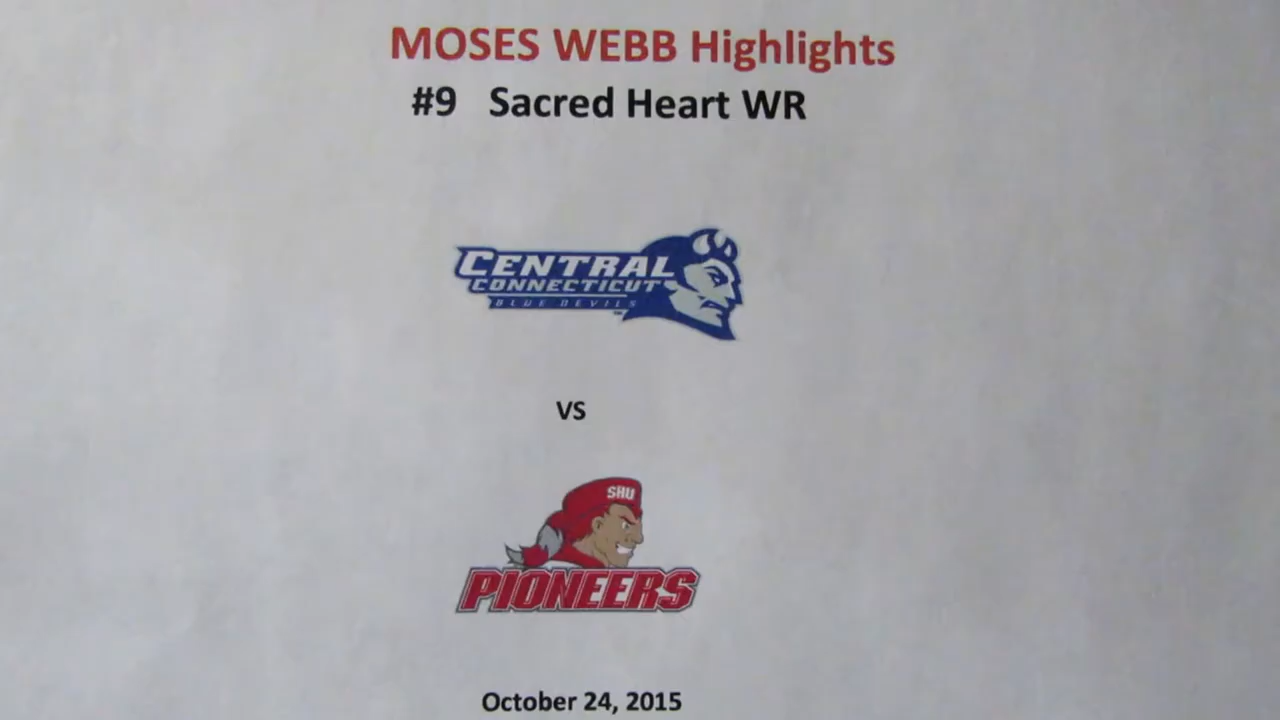 MOSES WEBB Highlights
#9 Sacred Heart WR
CENTRAL
CONNECTICUT
BLUE DEVILS
VS
SHU
PIONEERS
October 24, 2015